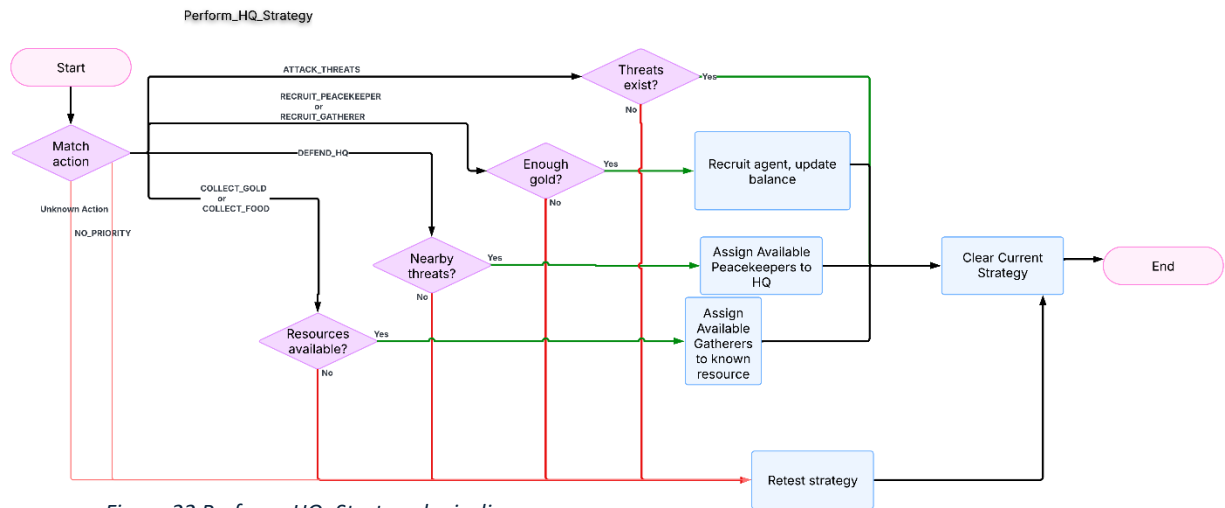 Perform_HQ_Strategy
Start
Match
action
ATTACK_THREATS
RECRUIT_PEACEKEEPER
or
RECRUIT_GATHERER
DEFEND_HQ
COLLECT_GOLD
or
COLLECT_FOOD
Unknown Action
NO_PRIORITY
Threats
exist?
Yes
No
Enough
gold?
Yes
No
Recruit agent, update
balance
Nearby
threats?
Yes
No
Assign Available
Peacekeepers to
HQ
Resources
available?
Yes
No
Assign
Available
Gatherers
to known
resource
Clear Current
Strategy
End
Retest strategy